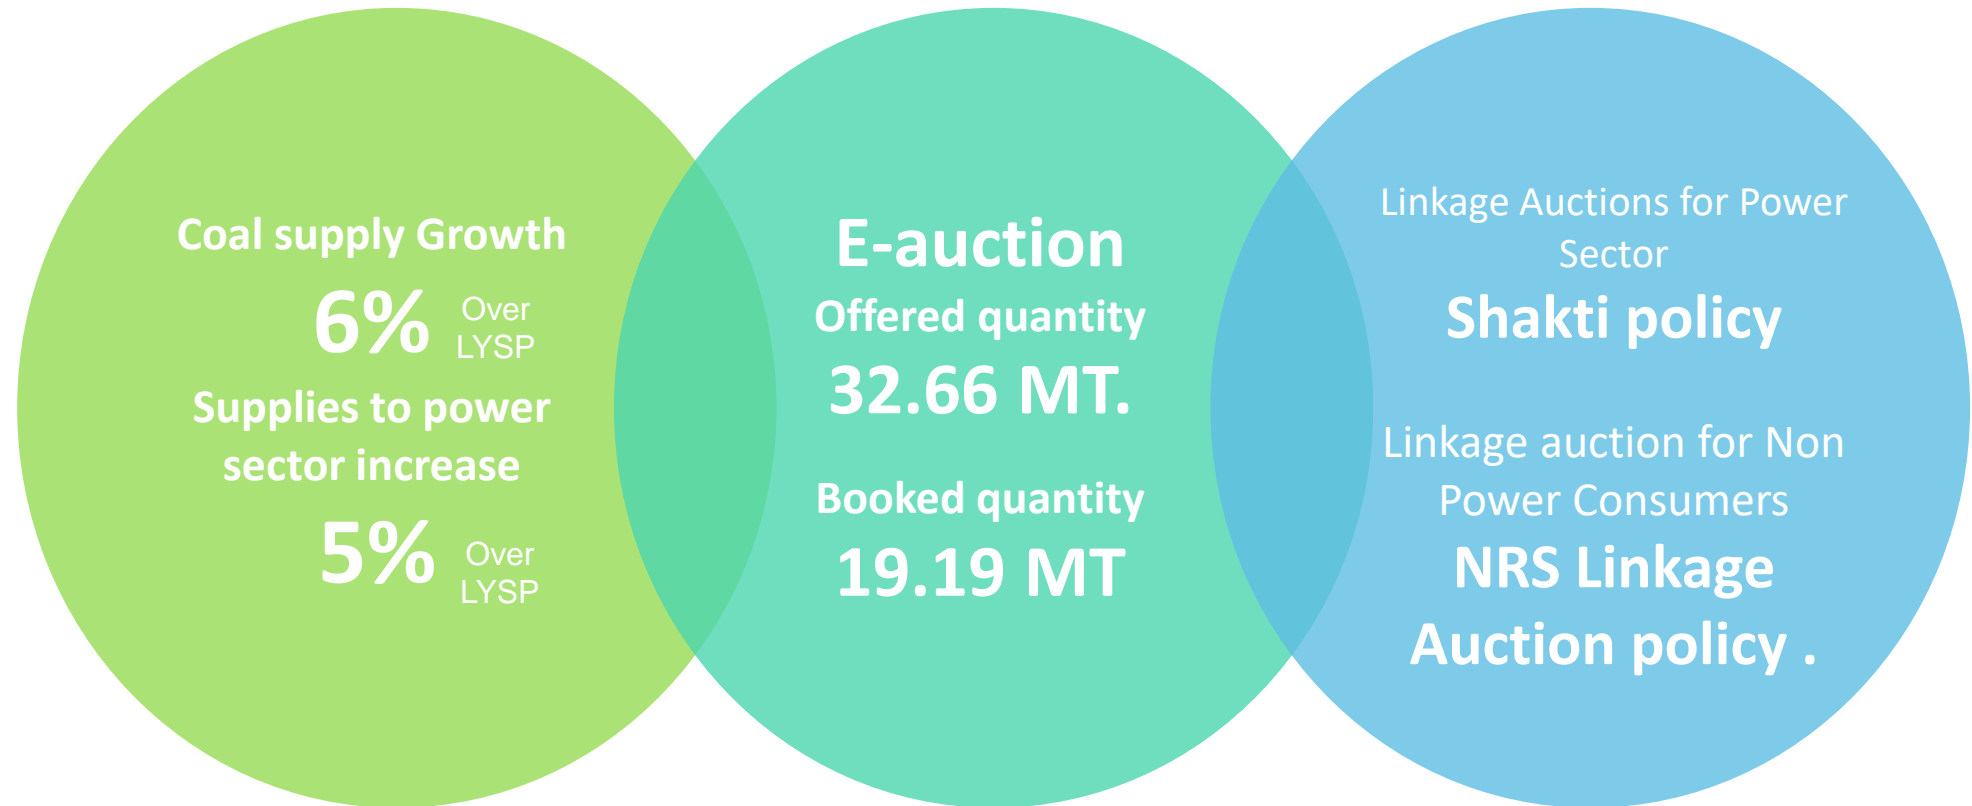 Coal supply Growth
6% Over
LYSP
Supplies to power
sector increase
5% Over
LYSP
E-auction
Offered quantity
32.66 MT.
Booked quantity
19.19 MT
Linkage Auctions for Power
Sector
Shakti policy
Linkage auction for Non
Power Consumers
NRS Linkage
Auction policy .